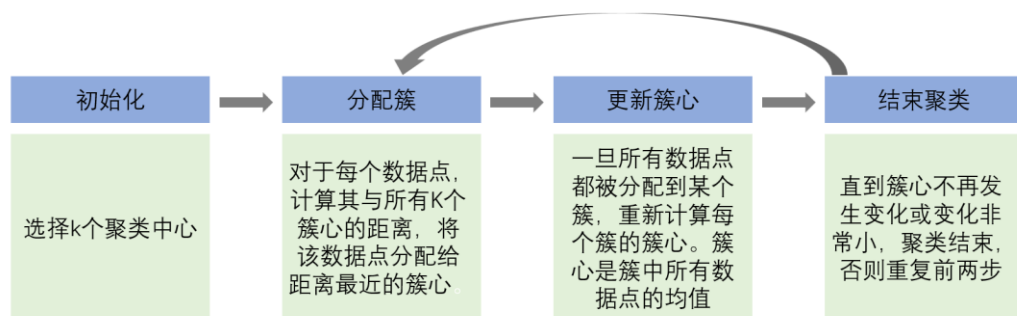 初始化
选择k个聚类中心
分配簇
对于每个数据点，
计算其与所有K个
簇心的距离，将
该数据点分配给
距离最近的簇心。
更新簇心
一旦所有数据点
都被分配到某个
簇，重新计算每
个簇的簇心。簇
心是簇中所有数
据点的均值
结束聚类
直到簇心不再发
生变化或变化非
常小，聚类结束，
否则重复前两步